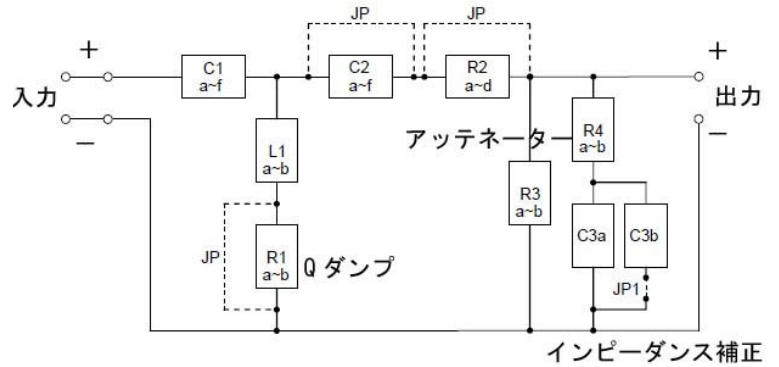 JP
JP
+
C1
a~f
C2
a~f
R2
a~d
+
入力
出力
アッテネーター
R4
a~b
−
L1
a~b
−
R3
a~b
C3a
C3b
JP
R1
a~b
Qダンプ
JP1
インピーダンス補正